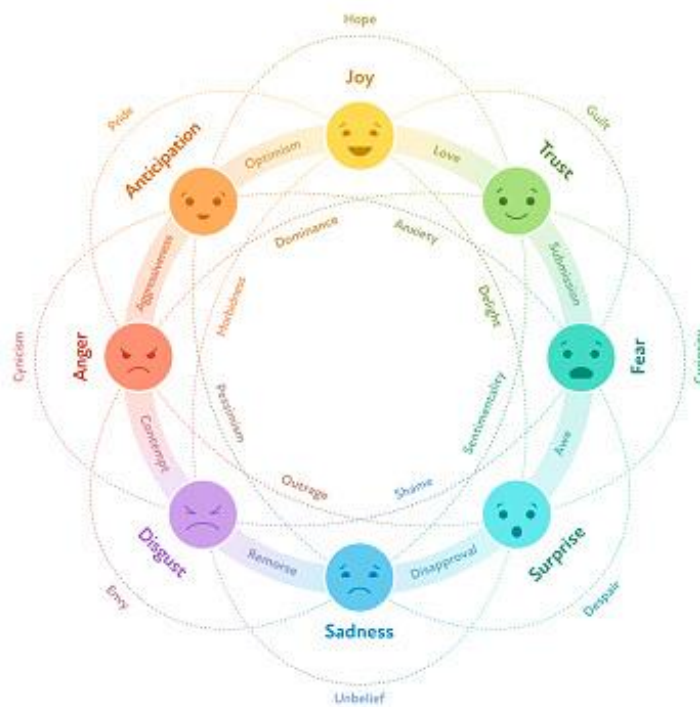 Hope
Joy
Pride
Guilt
Anticipation
Optimism
Love
Trust
Dominance
Anxiety
Aggressiveness
Submission
Morbidness
Delight
Cynicism
Anger
Fear
Pessimism
Sentimentality
Contempt
Awe
Outrage
Shame
Disgust
Remorse
Disapproval
Surprise
Envy
Despair
Sadness
Unbelief